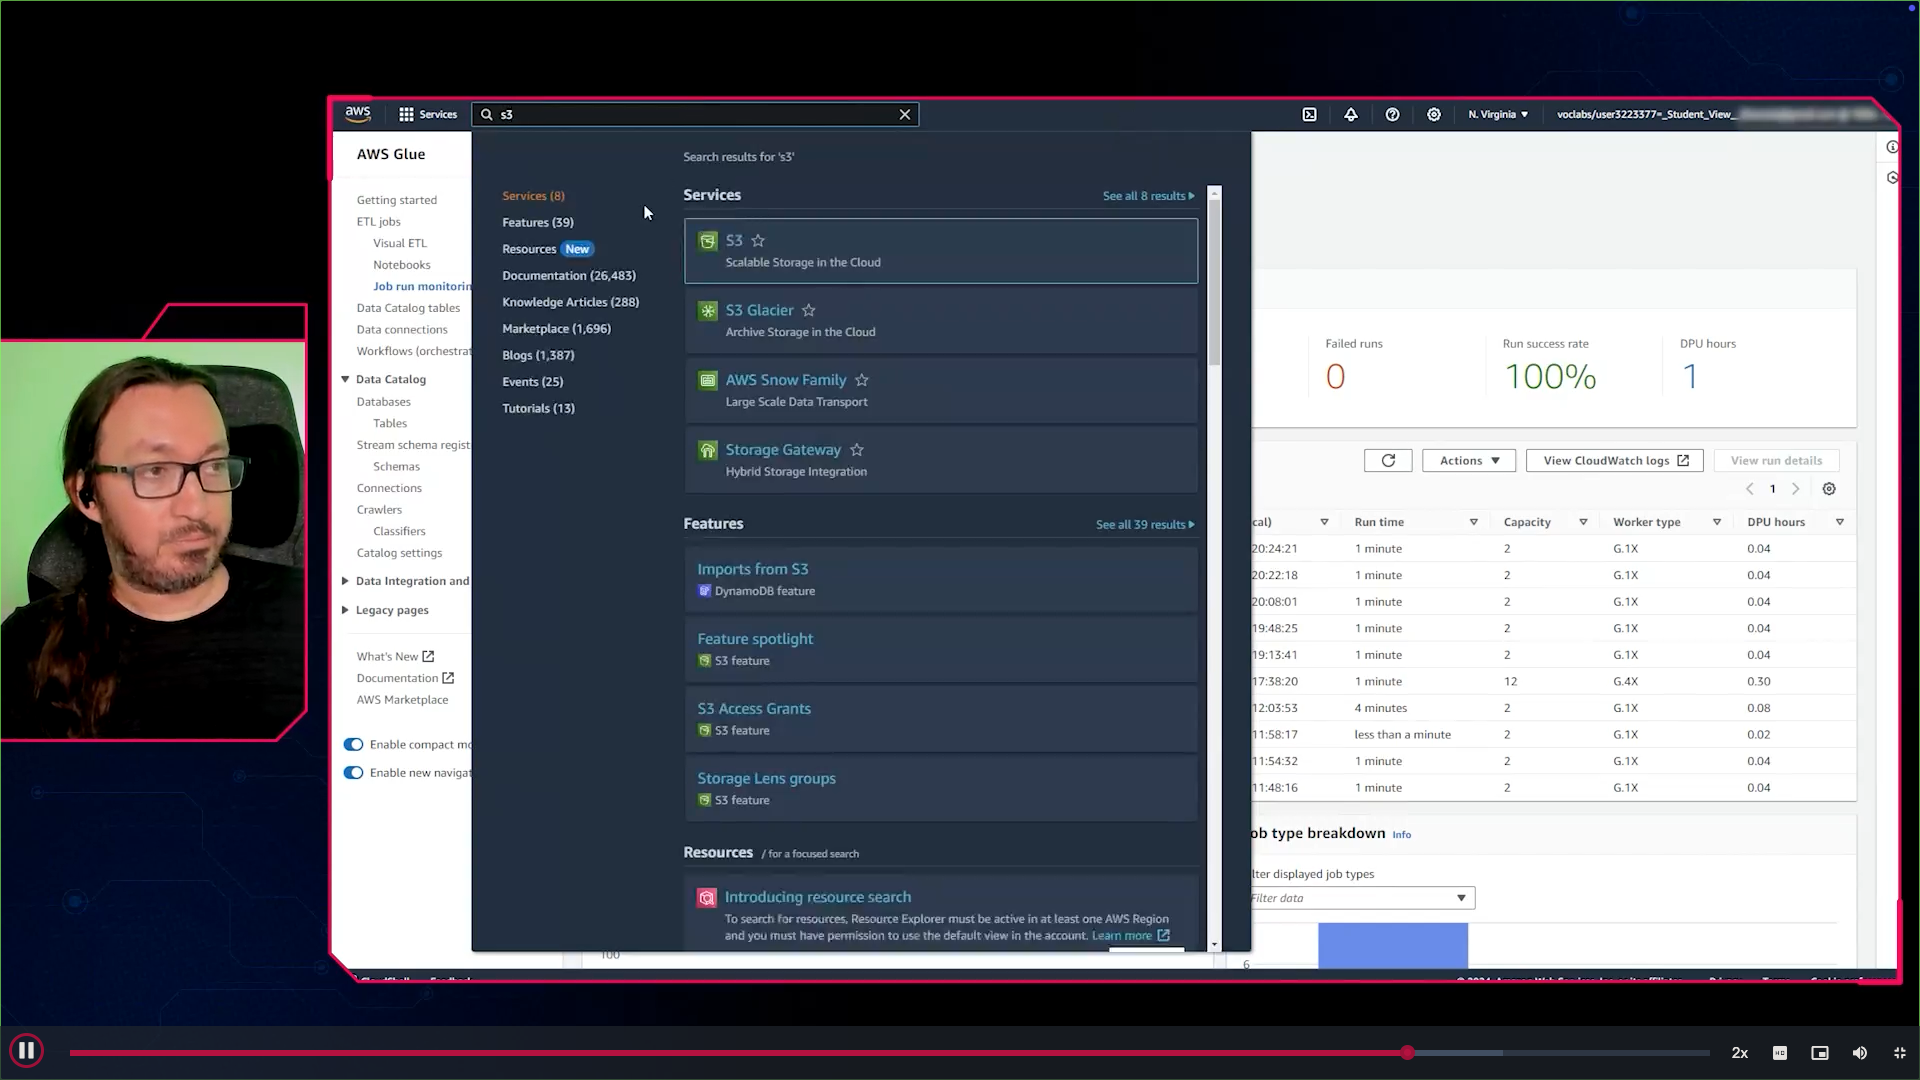 aws
Services
s3
N. Virginia
voclabs/user3223377=_Student_View_
AWS Glue
Getting started
ETL jobs
Visual ETL
Notebooks
Job run monitorin
Data Catalog tables
Data connections
Workflows (orchestrat
Data Catalog
Databases
Tables
Stream schema regist
Schemas
Connections
Crawlers
Classifiers
Catalog settings
Data Integration and
Legacy pages
What's New
Documentation
AWS Marketplace
Enable compact mo
Enable new navigat
Search results for 's3'
Services (8)
Features (39)
Resources New
Documentation (26,483)
Knowledge Articles (288)
Marketplace (1,696)
Blogs (1,387)
Events (25)
Tutorials (13)
Services
See all 8 results
S3
Scalable Storage in the Cloud
S3 Glacier
Archive Storage in the Cloud
AWS Snow Family
Large Scale Data Transport
Storage Gateway
Hybrid Storage Integration
Features
See all 39 results
Imports from S3
DynamoDB feature
Feature spotlight
S3 feature
S3 Access Grants
S3 feature
Storage Lens groups
S3 feature
Resources / for a focused search
Introducing resource search
To search for resources, Resource Explorer must be active in at least one AWS Region
and you must have permission to use the default view in the account. Learn more
100
Failed runs
0
Run success rate
100%
DPU hours
1
Actions
View CloudWatch logs
View run details
1
cal) Run time Capacity Worker type DPU hours
20:24:21 1 minute 2 G.1X 0.04
20:22:18 1 minute 2 G.1X 0.04
20:08:01 1 minute 2 G.1X 0.04
19:48:25 1 minute 2 G.1X 0.04
19:13:41 1 minute 2 G.1X 0.04
17:38:20 1 minute 12 G.4X 0.30
12:03:53 4 minutes 2 G.1X 0.08
11:58:17 less than a minute 2 G.1X 0.02
11:54:32 1 minute 2 G.1X 0.04
11:48:16 1 minute 2 G.1X 0.04
ob type breakdown Info
lter displayed job types
Filter data
6
2x